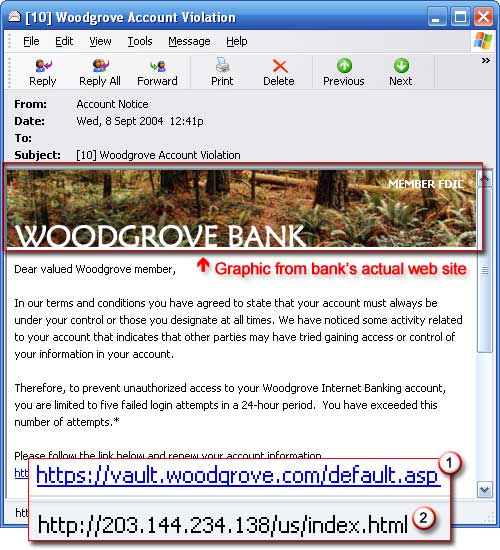 [10] Woodgrove Account Violation
File Edit View Tools Message Help
Reply Reply All Forward Print Delete Previous Next »
From: Account Notice
Date: Wed, 8 Sept 2004 12:41p
To:
Subject: [10] Woodgrove Account Violation
MEMBER FDIC
WOODGROVE BANK
Dear valued Woodgrove member,
Graphic from bank's actual web site
In our terms and conditions you have agreed to state that your account must always be
under your control or those you designate at all times. We have noticed some activity related
to your account that indicates that other parties may have tried gaining access or control of
your information in your account.
Therefore, to prevent unauthorized access to your Woodgrove Internet Banking account,
you are limited to five failed login attempts in a 24-hour period. You have exceeded this
number of attempts.*
Please follow the link below and renew your account information
https://vault.woodgrove.com/default.asp 1
http://203.144.234.138/us/index.html 2